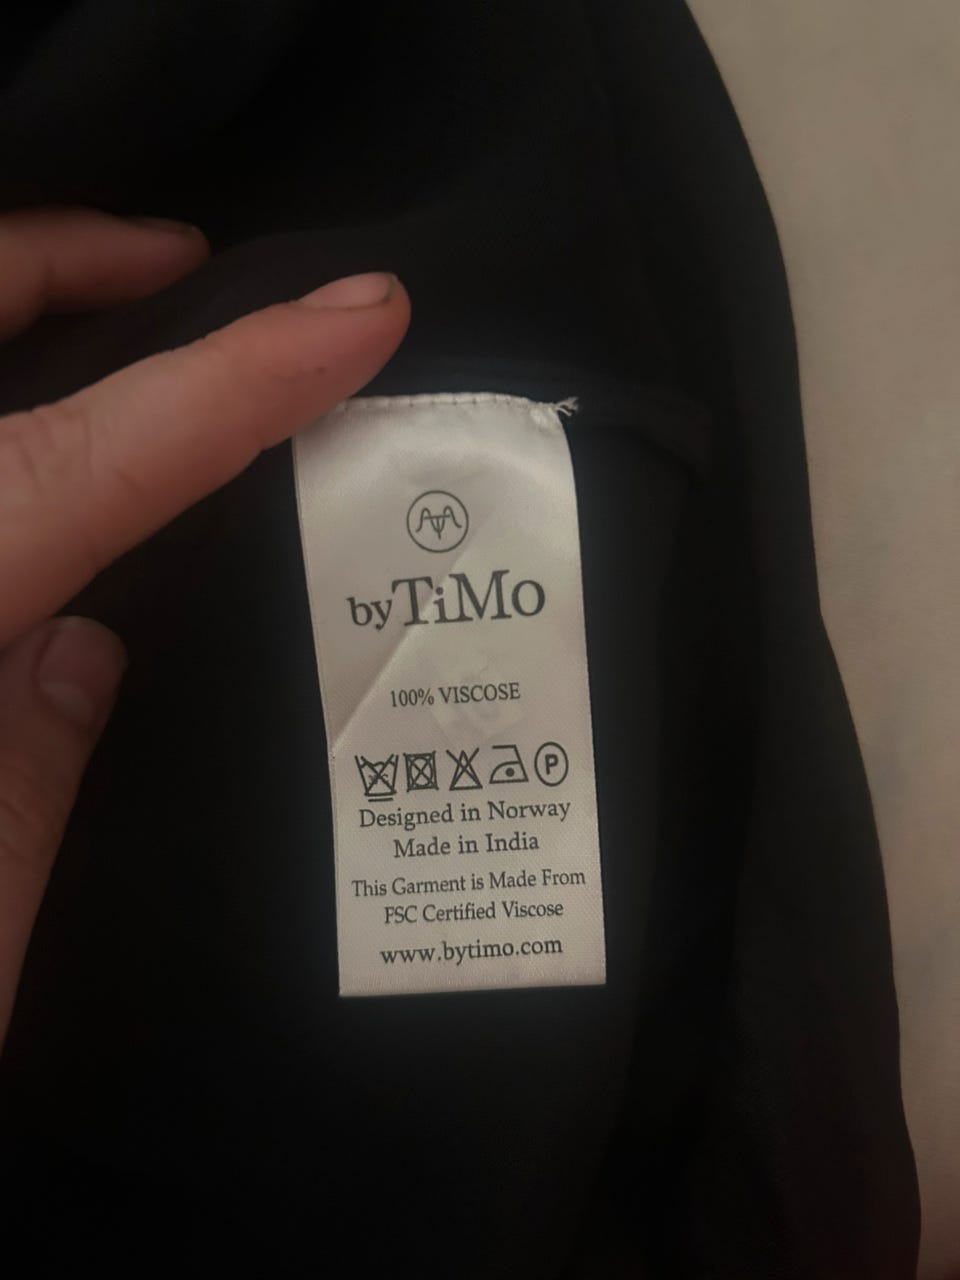 byTiMo
100% VISCOSE
P
Designed in Norway
Made in India
This Garment is Made From
FSC Certified Viscose
www.bytimo.com